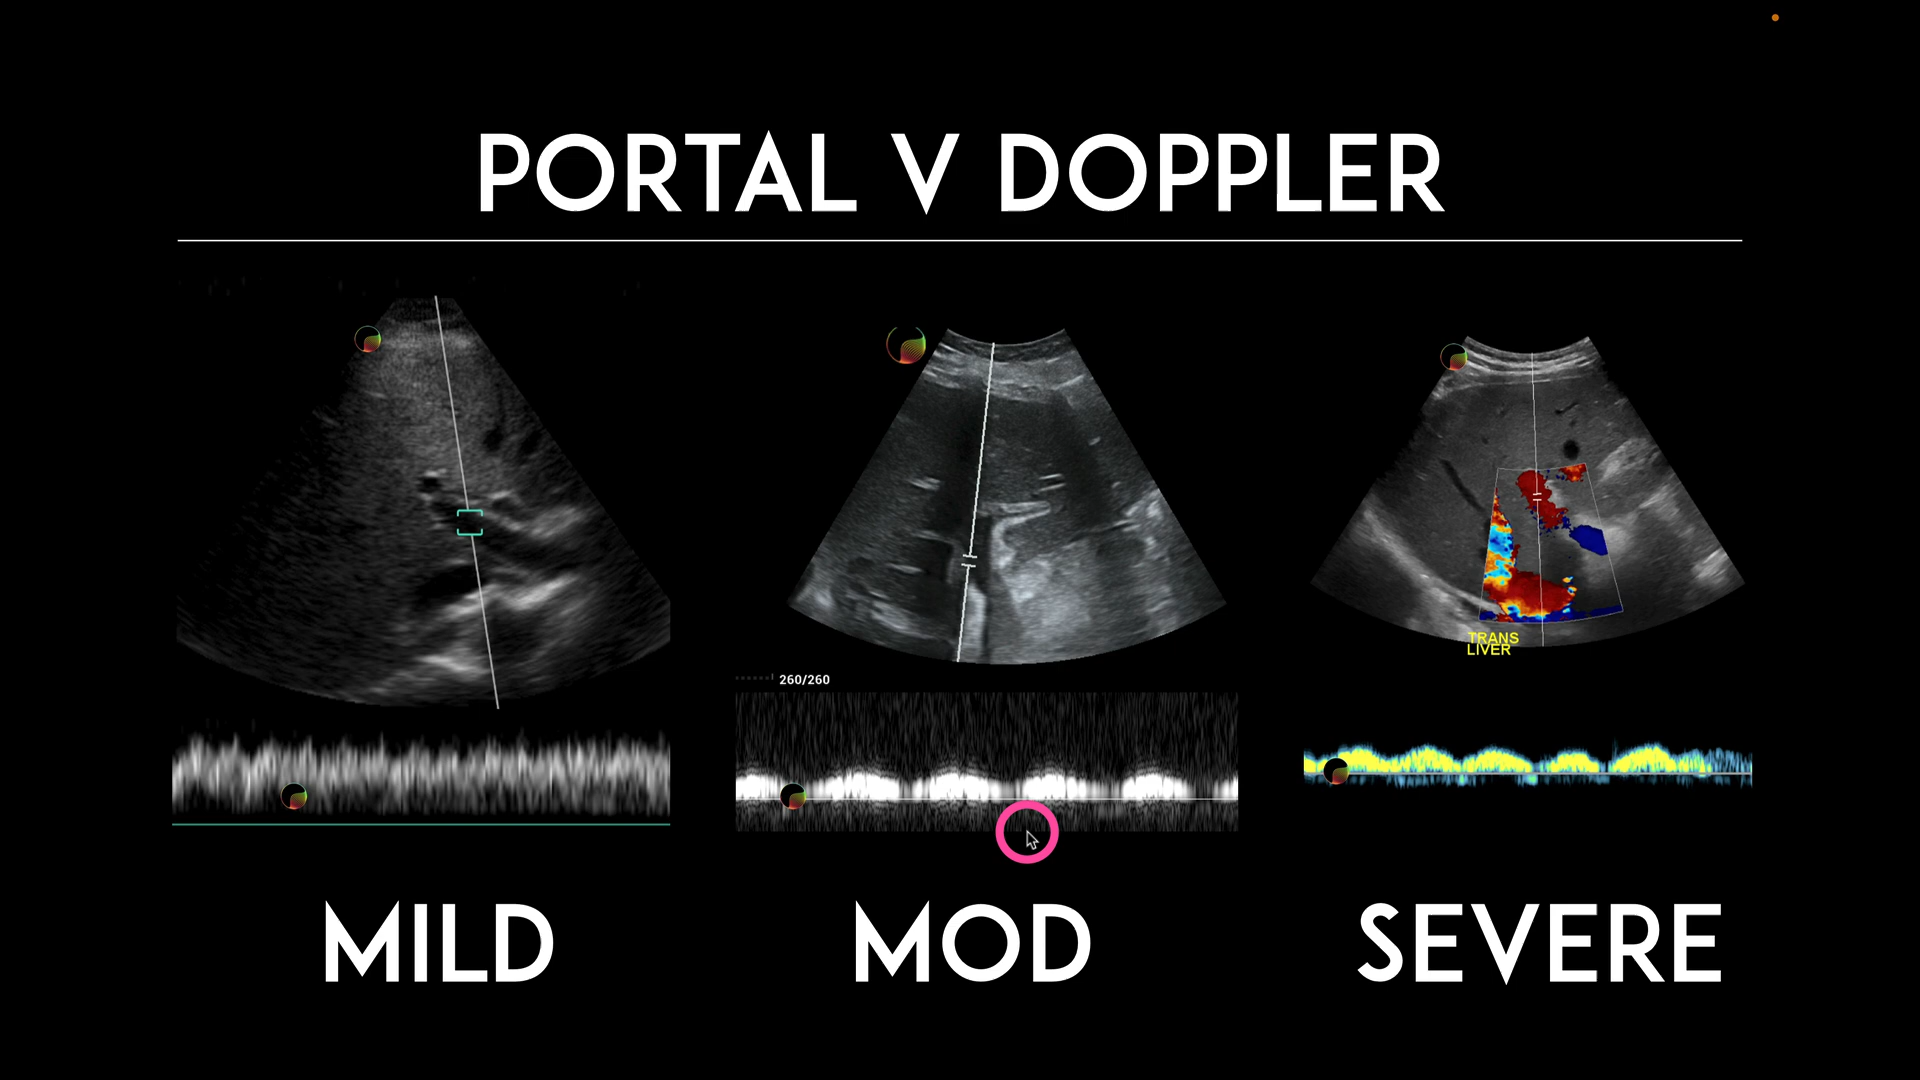 PORTAL V DOPPLER
TRANS
LIVER
260/260
MILD
MOD
SEVERE